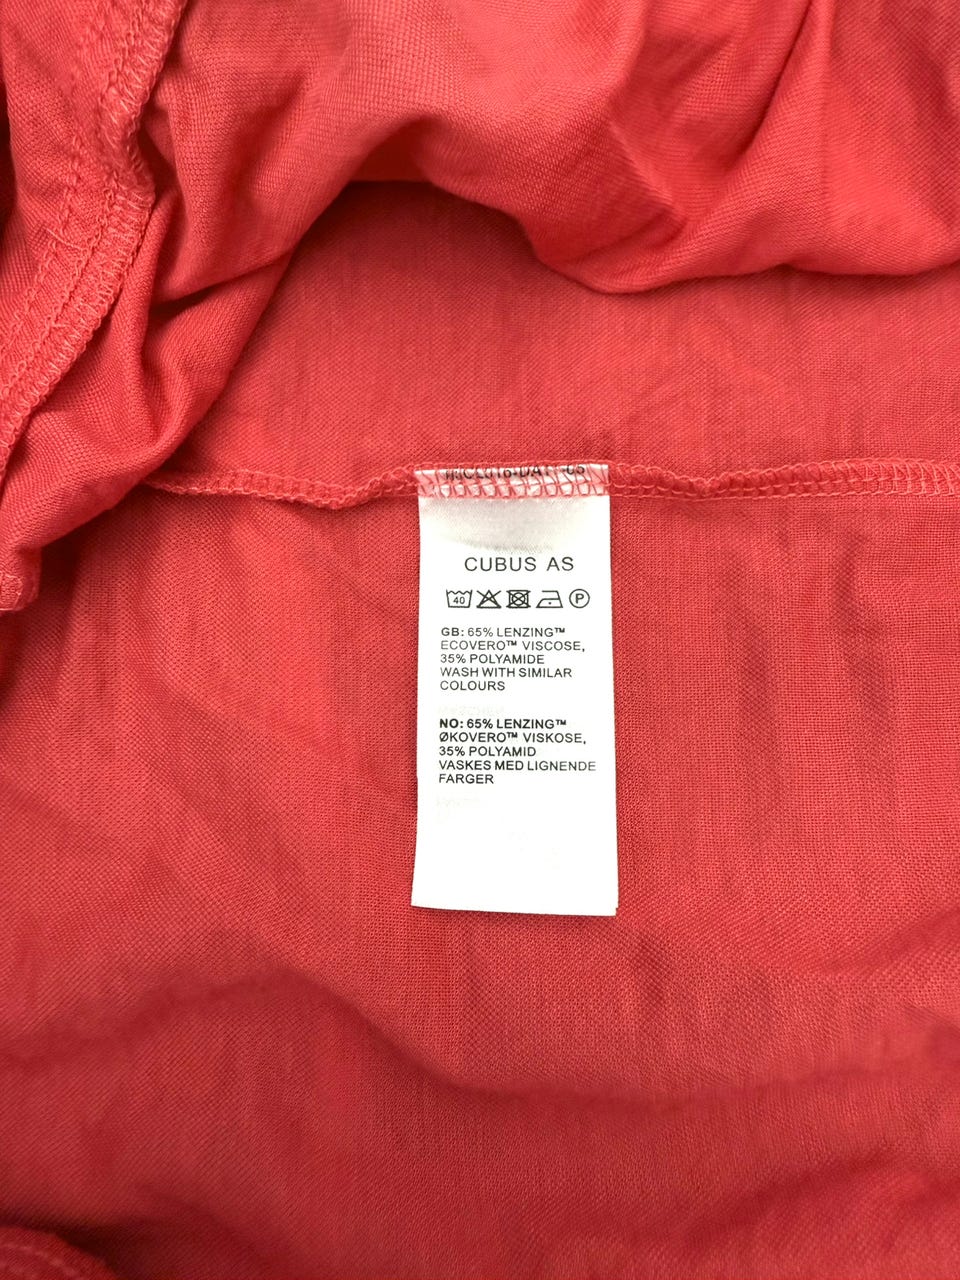 CUBUS AS
40 P
GB: 65% LENZING™
ECOVERO™ VISCOSE,
35% POLYAMIDE
WASH WITH SIMILAR
COLOURS
NO: 65% LENZING™
ØKOVERO™ VISKOSE,
35% POLYAMID
VASKES MED LIGNENDE
FARGER